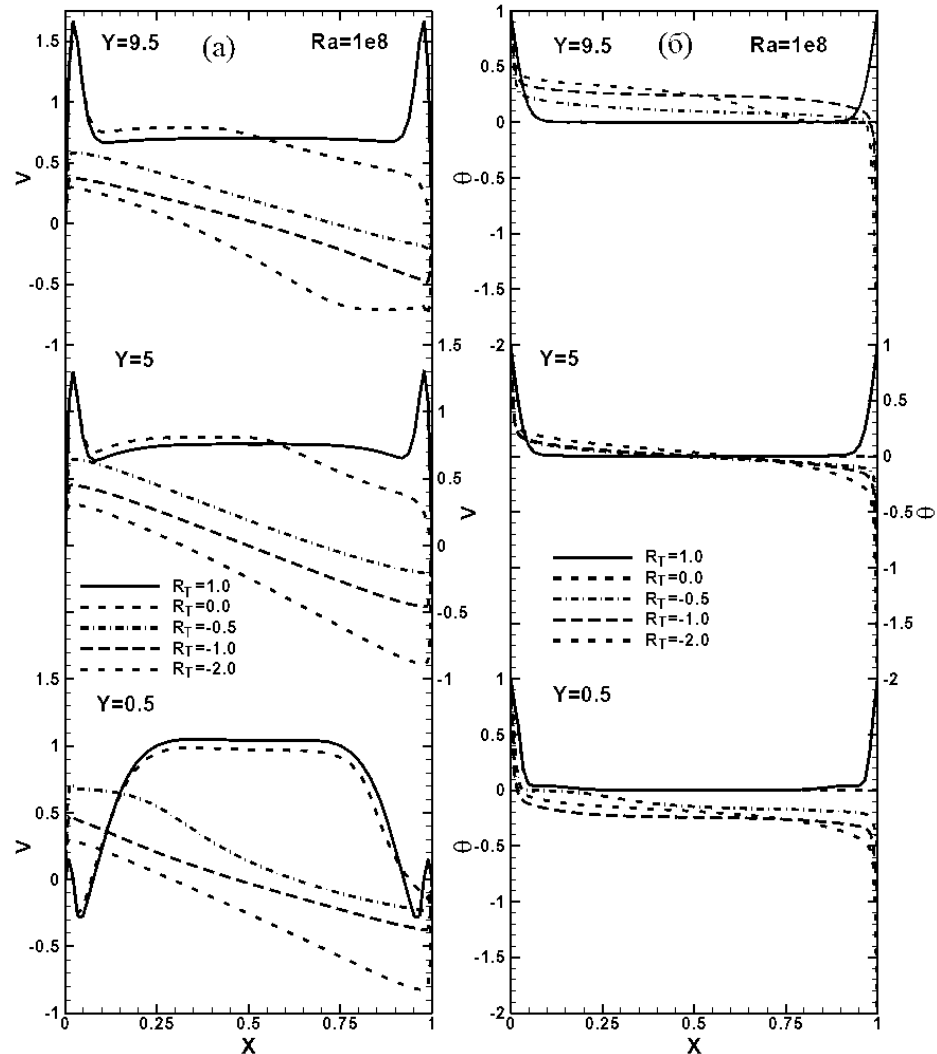 Y=9.5
(а)
Ra=1e8
1.5
1
0.5
0
-0.5
-1
V
Y=5
1.5
1
0.5
0
-0.5
-1
V
R_T=1.0
R_T=0.0
R_T=-0.5
R_T=-1.0
R_T=-2.0
Y=0.5
1.5
1
0.5
0
-0.5
-1
V
0
0.25
0.5
0.75
1
X
Y=9.5
(б)
Ra=1e8
1
0.5
0
-0.5
-1
-1.5
-2
θ
Y=5
1
0.5
0
-0.5
-1
-1.5
-2
θ
R_T=1.0
R_T=0.0
R_T=-0.5
R_T=-1.0
R_T=-2.0
Y=0.5
1
0.5
0
-0.5
-1
-1.5
-2
θ
0
0.25
0.5
0.75
1
X